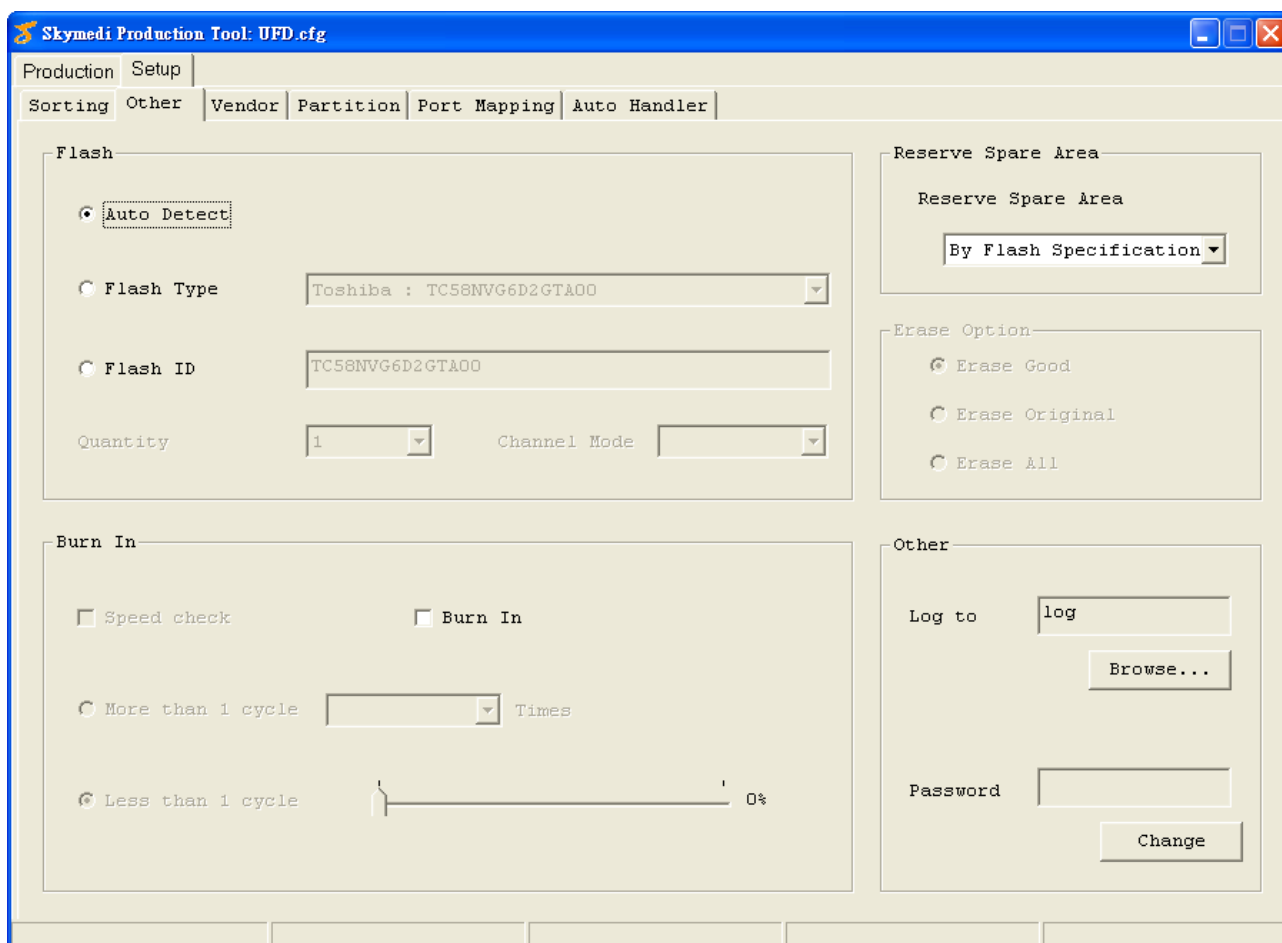 Skymedi Production Tool: UFD.cfg
Production Setup
Sorting Other Vendor Partition Port Mapping Auto Handler
Flash
Auto Detect
Flash Type Toshiba : TC58NVG6D2GTA00
Flash ID TC58NVG6D2GTA00
Quantity 1 Channel Mode
Reserve Spare Area
Reserve Spare Area
By Flash Specification
Erase Option
Erase Good
Erase Original
Erase All
Burn In
Speed check Burn In
More than 1 cycle Times
Less than 1 cycle 0%
Other
Log to log
Browse...
Password
Change